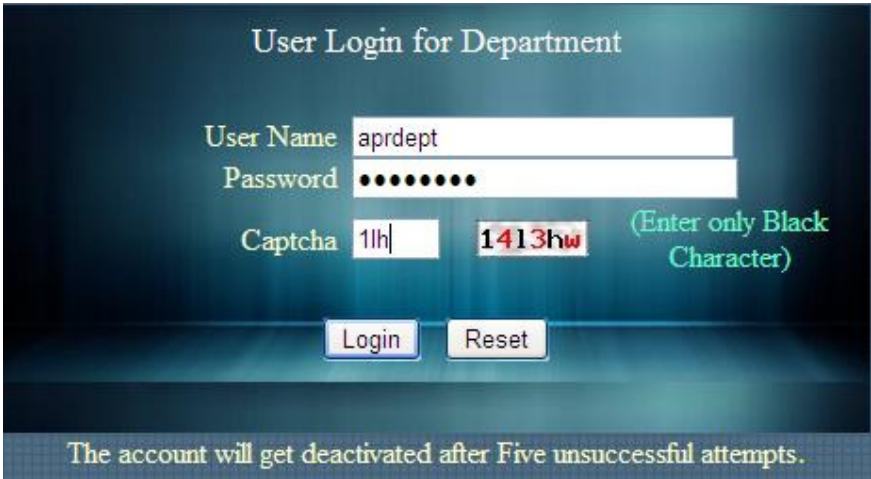 User Login for Department
User Name aprdept
Password ••••••••
Captcha 1lh 14l3hw (Enter only Black
Character)
Login Reset
The account will get deactivated after Five unsuccessful attempts.